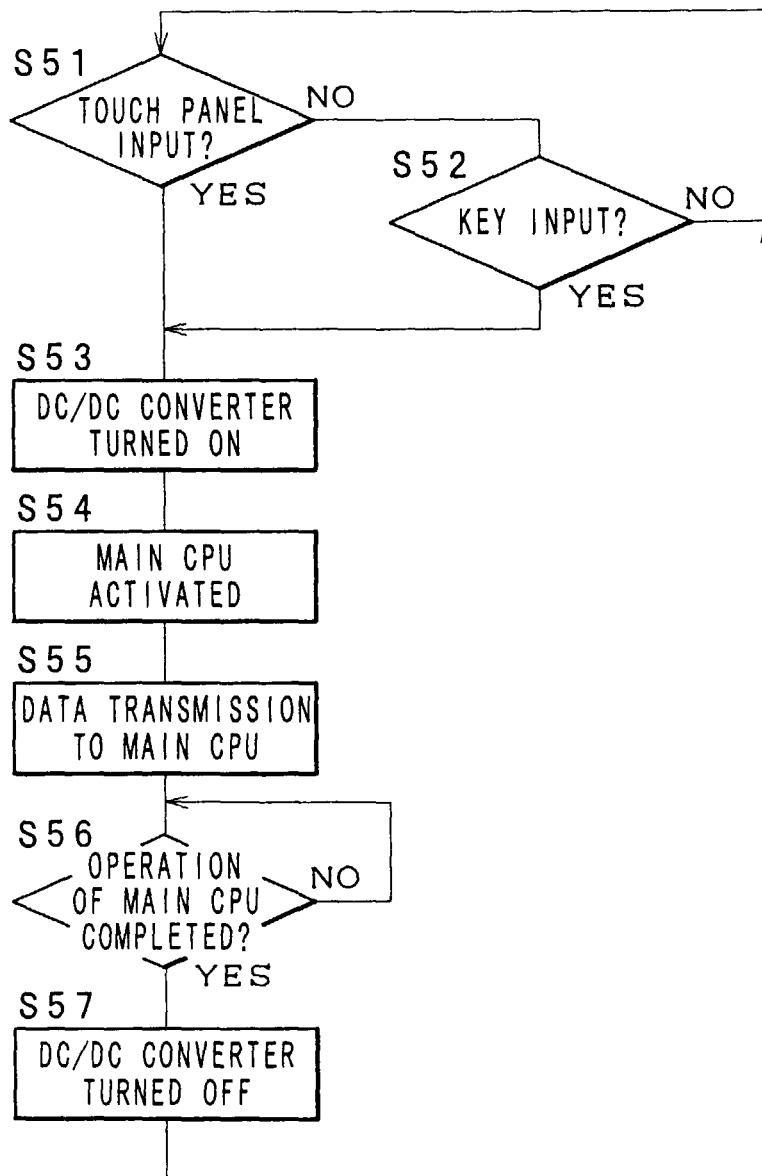 S51
TOUCH PANEL
INPUT?
NO
YES
S52
KEY INPUT?
NO
YES
S53
DC/DC CONVERTER
TURNED ON
S54
MAIN CPU
ACTIVATED
S55
DATA TRANSMISSION
TO MAIN CPU
S56
OPERATION
OF MAIN CPU
COMPLETED?
NO
YES
S57
DC/DC CONVERTER
TURNED OFF